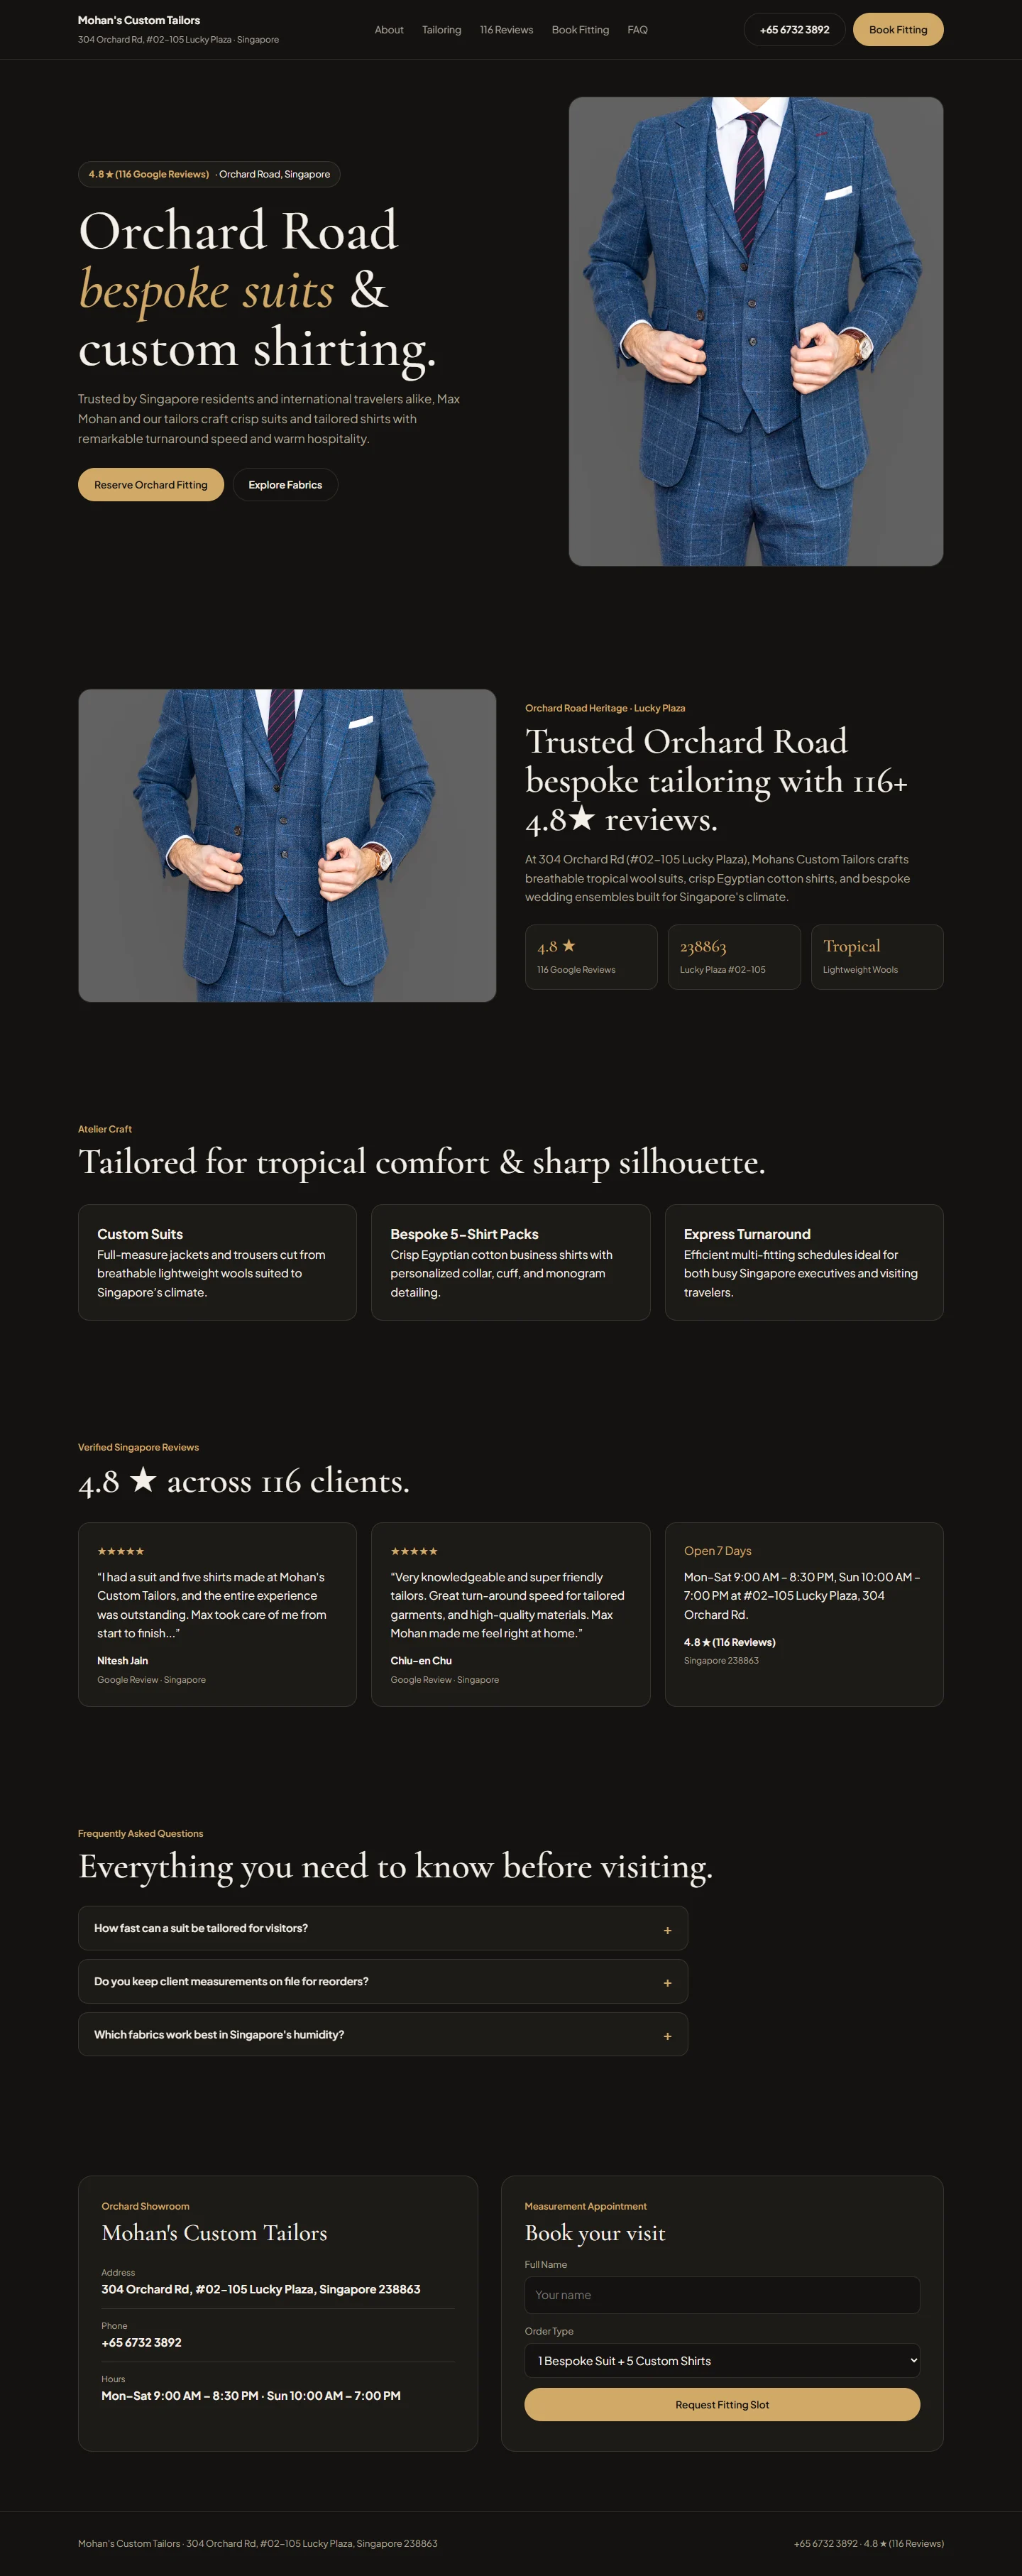 Mohan's Custom Tailors
304 Orchard Rd, #02-105 Lucky Plaza · Singapore
About
Tailoring
116 Reviews
Book Fitting
FAQ
+65 6732 3892
Book Fitting
4.8 ★ (116 Google Reviews) · Orchard Road, Singapore
Orchard Road
bespoke suits &
custom shirting.
Trusted by Singapore residents and international travelers alike, Max
Mohan and our tailors craft crisp suits and tailored shirts with
remarkable turnaround speed and warm hospitality.
Reserve Orchard Fitting
Explore Fabrics
Orchard Road Heritage · Lucky Plaza
Trusted Orchard Road
bespoke tailoring with 116+
4.8★ reviews.
At 304 Orchard Rd (#02-105 Lucky Plaza), Mohans Custom Tailors crafts
breathable tropical wool suits, crisp Egyptian cotton shirts, and bespoke
wedding ensembles built for Singapore's climate.
4.8 ★
116 Google Reviews
238863
Lucky Plaza #02-105
Tropical
Lightweight Wools
Atelier Craft
Tailored for tropical comfort & sharp silhouette.
Custom Suits
Full-measure jackets and trousers cut from
breathable lightweight wools suited to
Singapore's climate.
Bespoke 5-Shirt Packs
Crisp Egyptian cotton business shirts with
personalized collar, cuff, and monogram
detailing.
Express Turnaround
Efficient multi-fitting schedules ideal for
both busy Singapore executives and visiting
travelers.
Verified Singapore Reviews
4.8 ★ across 116 clients.
★★★★★
"I had a suit and five shirts made at Mohan's
Custom Tailors, and the entire experience
was outstanding. Max took care of me from
start to finish..."
Nitesh Jain
Google Review · Singapore
★★★★★
"Very knowledgeable and super friendly
tailors. Great turn-around speed for tailored
garments, and high-quality materials. Max
Mohan made me feel right at home."
Chiu-en Chu
Google Review · Singapore
Open 7 Days
Mon-Sat 9:00 AM – 8:30 PM, Sun 10:00 AM –
7:00 PM at #02-105 Lucky Plaza, 304
Orchard Rd.
4.8 ★ (116 Reviews)
Singapore 238863
Frequently Asked Questions
Everything you need to know before visiting.
How fast can a suit be tailored for visitors? +
Do you keep client measurements on file for reorders? +
Which fabrics work best in Singapore's humidity? +
Orchard Showroom
Mohan's Custom Tailors
Address
304 Orchard Rd, #02-105 Lucky Plaza, Singapore 238863
Phone
+65 6732 3892
Hours
Mon–Sat 9:00 AM – 8:30 PM · Sun 10:00 AM – 7:00 PM
Measurement Appointment
Book your visit
Full Name
Your name
Order Type
1 Bespoke Suit + 5 Custom Shirts
Request Fitting Slot
Mohan's Custom Tailors · 304 Orchard Rd, #02-105 Lucky Plaza, Singapore 238863
+65 6732 3892 · 4.8 ★ (116 Reviews)